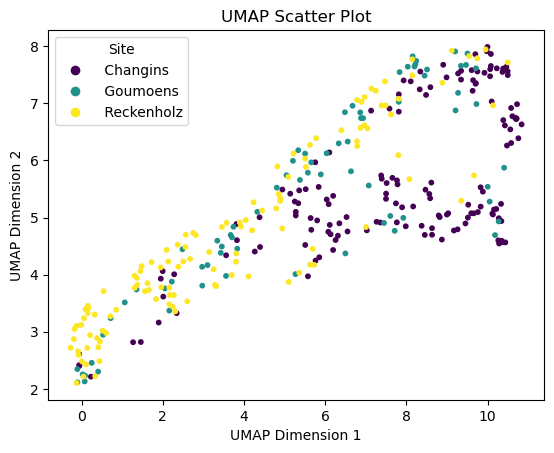 UMAP Scatter Plot
Site
Changins
Goumoens
Reckenholz
8
7
6
5
4
3
2
UMAP Dimension 2
0
2
4
6
8
10
UMAP Dimension 1